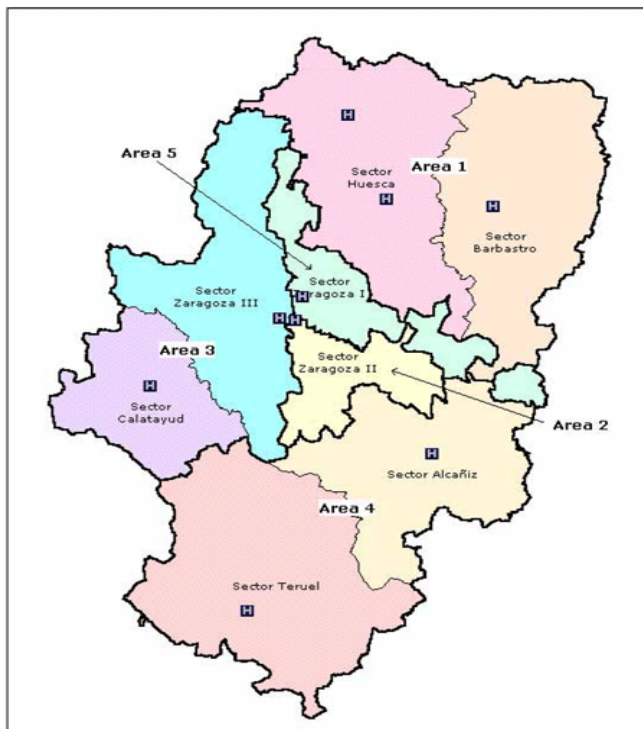 H
Area 5
Sector
Huesca
Area 1
H
H
Sector
Barbastro
Sector
Zaragoza III
Sector
H
H H
Area 3
Sector
Zaragoza II
H
Sector
Calatayud
Area 2
H
Sector Alcañiz
Area 4
Sector Teruel
H